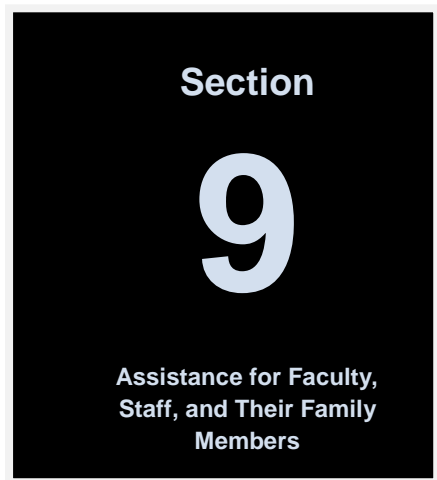 Section
9
Assistance for Faculty,
Staff, and Their Family
Members